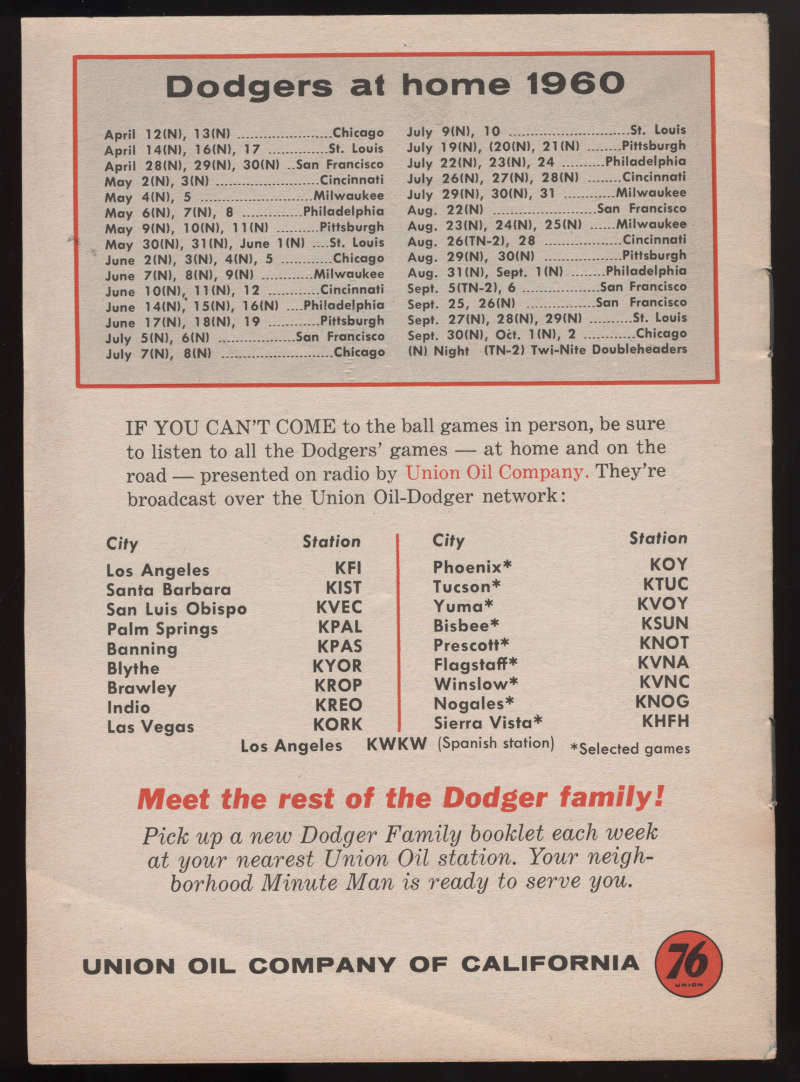 Dodgers at home 1960
April 12(N), 13(N) ......................Chicago
April 14(N), 16(N), 17 ..............St. Louis
April 28(N), 29(N), 30(N) ..San Francisco
May 2(N), 3(N) ........................Cincinnati
May 4(N), 5 ..........................Milwaukee
May 6(N), 7(N), 8 ..............Philadelphia
May 9(N), 10(N), 11(N) ...........Pittsburgh
May 30(N), 31(N), June 1(N) ....St. Louis
June 2(N), 3(N), 4(N), 5 ............Chicago
June 7(N), 8(N), 9(N) ............Milwaukee
June 10(N), 11(N), 12 ............Cincinnati
June 14(N), 15(N), 16(N) ....Philadelphia
June 17(N), 18(N), 19 ............Pittsburgh
July 5(N), 6(N) ..................San Francisco
July 7(N), 8(N) ..........................Chicago
July 9(N), 10 ............................St. Louis
July 19(N), (20(N), 21(N) ........Pittsburgh
July 22(N), 23(N), 24 ..........Philadelphia
July 26(N), 27(N), 28(N) ........Cincinnati
July 29(N), 30(N), 31 ............Milwaukee
Aug. 22(N) ........................San Francisco
Aug. 23(N), 24(N), 25(N) ......Milwaukee
Aug. 26(TN-2), 28 ..................Cincinnati
Aug. 29(N), 30(N) ..................Pittsburgh
Aug. 31(N), Sept. 1(N) ........Philadelphia
Sept. 5(TN-2), 6 ..................San Francisco
Sept. 25, 26(N) ................San Francisco
Sept. 27(N), 28(N), 29(N) ..........St. Louis
Sept. 30(N), Oct. 1(N), 2 ............Chicago
(N) Night (TN-2) Twi-Nite Doubleheaders
IF YOU CAN'T COME to the ball games in person, be sure
to listen to all the Dodgers' games — at home and on the
road — presented on radio by Union Oil Company. They're
broadcast over the Union Oil-Dodger network:
City Station
Los Angeles KFI
Santa Barbara KIST
San Luis Obispo KVEC
Palm Springs KPAL
Banning KPAS
Blythe KYOR
Brawley KROP
Indio KREO
Las Vegas KORK
City Station
Phoenix* KOY
Tucson* KTUC
Yuma* KVOY
Bisbee* KSUN
Prescott* KNOT
Flagstaff* KVNA
Winslow* KVNC
Nogales* KNOG
Sierra Vista* KHFH
Los Angeles KWKW (Spanish station) *Selected games
Meet the rest of the Dodger family!
Pick up a new Dodger Family booklet each week
at your nearest Union Oil station. Your neigh-
borhood Minute Man is ready to serve you.
UNION OIL COMPANY OF CALIFORNIA
76
UNION